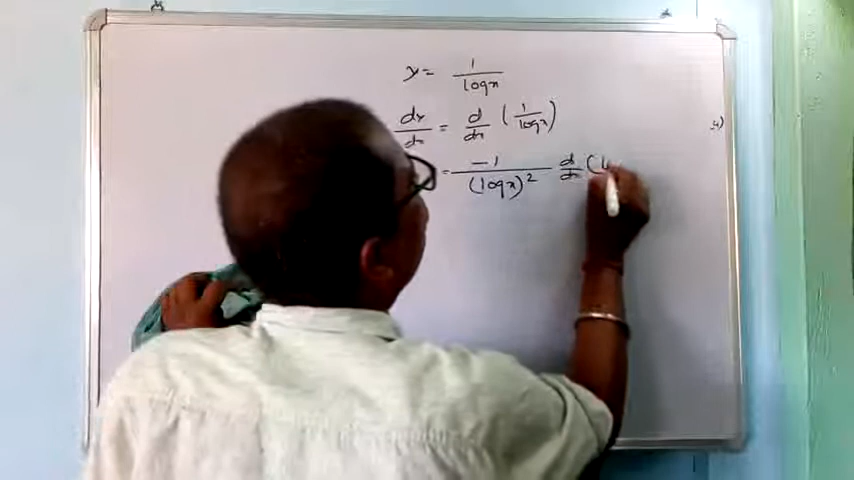 y = 1/logx
dy/dx = d/dx (1/logx)
= -1/(logx)² d/dx (l